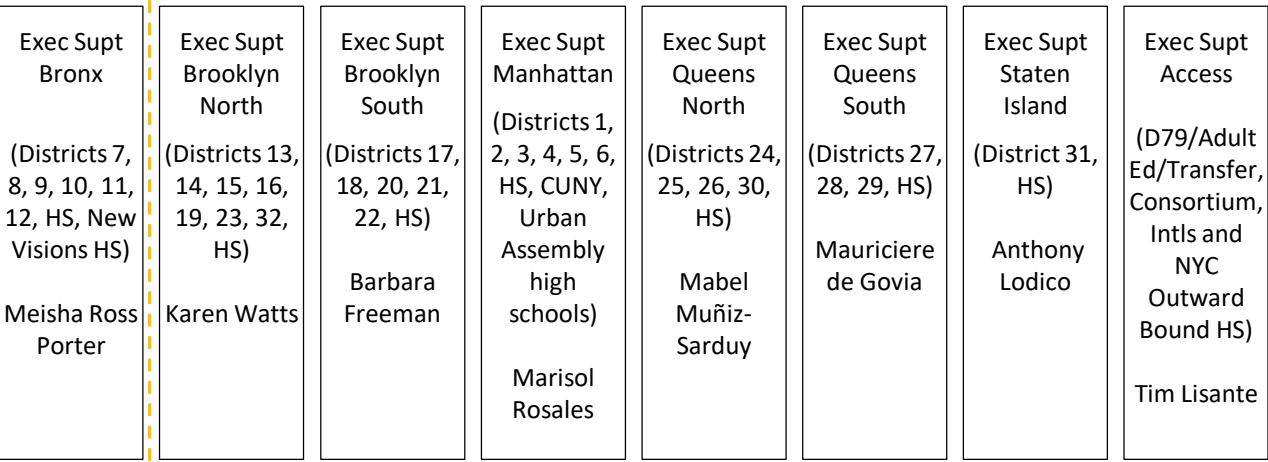 Exec Supt
Bronx
(Districts 7,
8, 9, 10, 11,
12, HS, New
Visions HS)
Meisha Ross
Porter
Exec Supt
Brooklyn
North
(Districts 13,
14, 15, 16,
19, 23, 32,
HS)
Karen Watts
Exec Supt
Brooklyn
South
(Districts 17,
18, 20, 21,
22, HS)
Barbara
Freeman
Exec Supt
Manhattan
(Districts 1,
2, 3, 4, 5, 6,
HS, CUNY,
Urban
Assembly
high
schools)
Marisol
Rosales
Exec Supt
Queens
North
(Districts 24,
25, 26, 30,
HS)
Mabel
Muñiz-
Sarduy
Exec Supt
Queens
South
(Districts 27,
28, 29, HS)
Mauriciere
de Govia
Exec Supt
Staten
Island
(District 31,
HS)
Anthony
Lodico
Exec Supt
Access
(D79/Adult
Ed/Transfer,
Consortium,
Intls and
NYC
Outward
Bound HS)
Tim Lisante